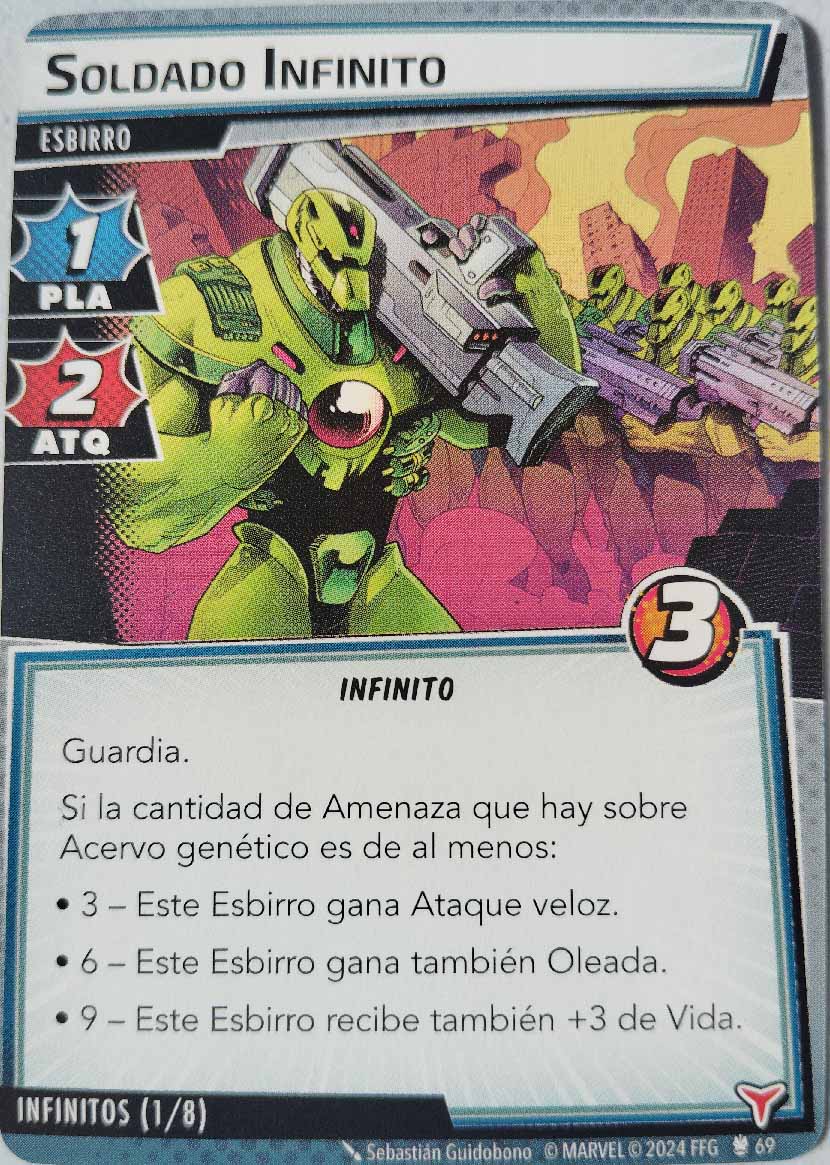 SOLDADO INFINITO
ESBIRRO
1
PLA
2
ATQ
3
INFINITO
Guardia.
Si la cantidad de Amenaza que hay sobre
Acervo genético es de al menos:
• 3 – Este Esbirro gana Ataque veloz.
• 6 – Este Esbirro gana también Oleada.
• 9 – Este Esbirro recibe también +3 de Vida.
INFINITOS (1/8)
Sebastián Guidobono © MARVEL © 2024 FFG 69